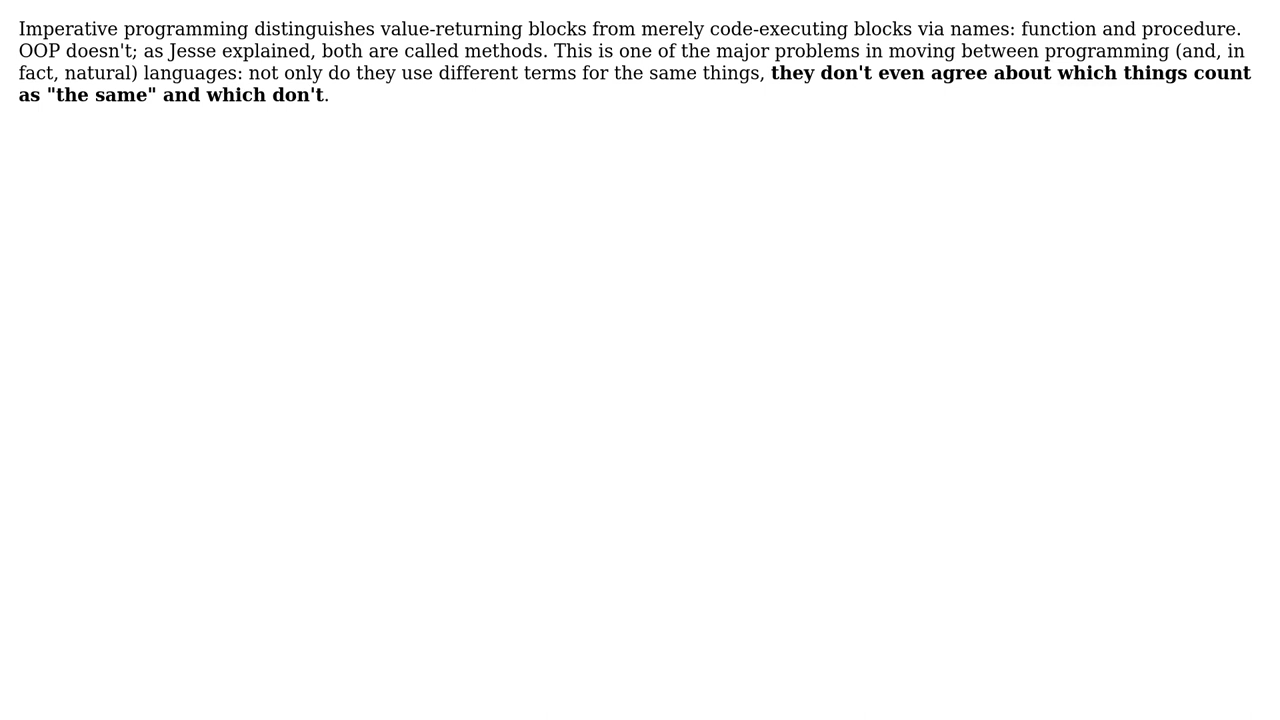 Imperative programming distinguishes value-returning blocks from merely code-executing blocks via names: function and procedure.
OOP doesn't; as Jesse explained, both are called methods. This is one of the major problems in moving between programming (and, in
fact, natural) languages: not only do they use different terms for the same things, they don't even agree about which things count
as "the same" and which don't.